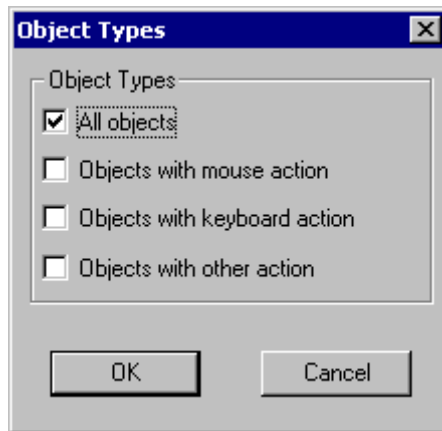 Object Types
Object Types
All objects
Objects with mouse action
Objects with keyboard action
Objects with other action
OK
Cancel